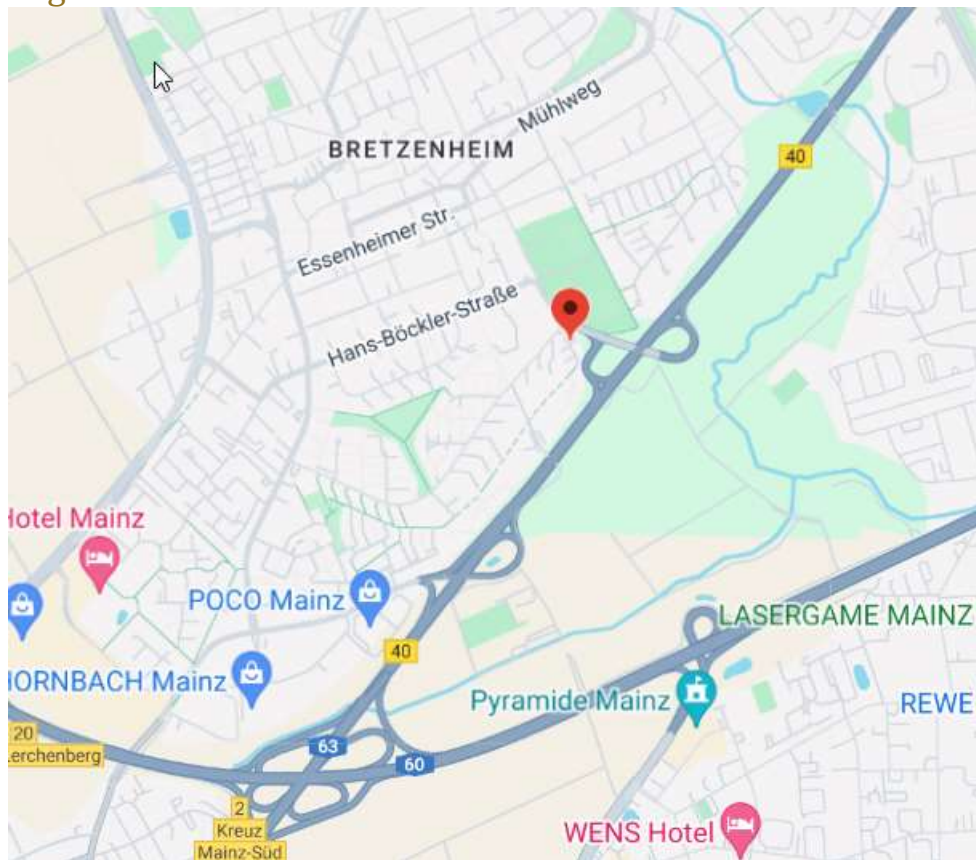 Mühlweg
BRETZENHEIM
40
Essenheimer Str.
Hans-Böckler-Straße
Hotel Mainz
POCO Mainz
LASERGAME MAINZ
40
HORNBACH Mainz
Pyramide Mainz
REWE
20
Lerchenberg
63
60
2
Kreuz
Mainz-Süd
WENS Hotel